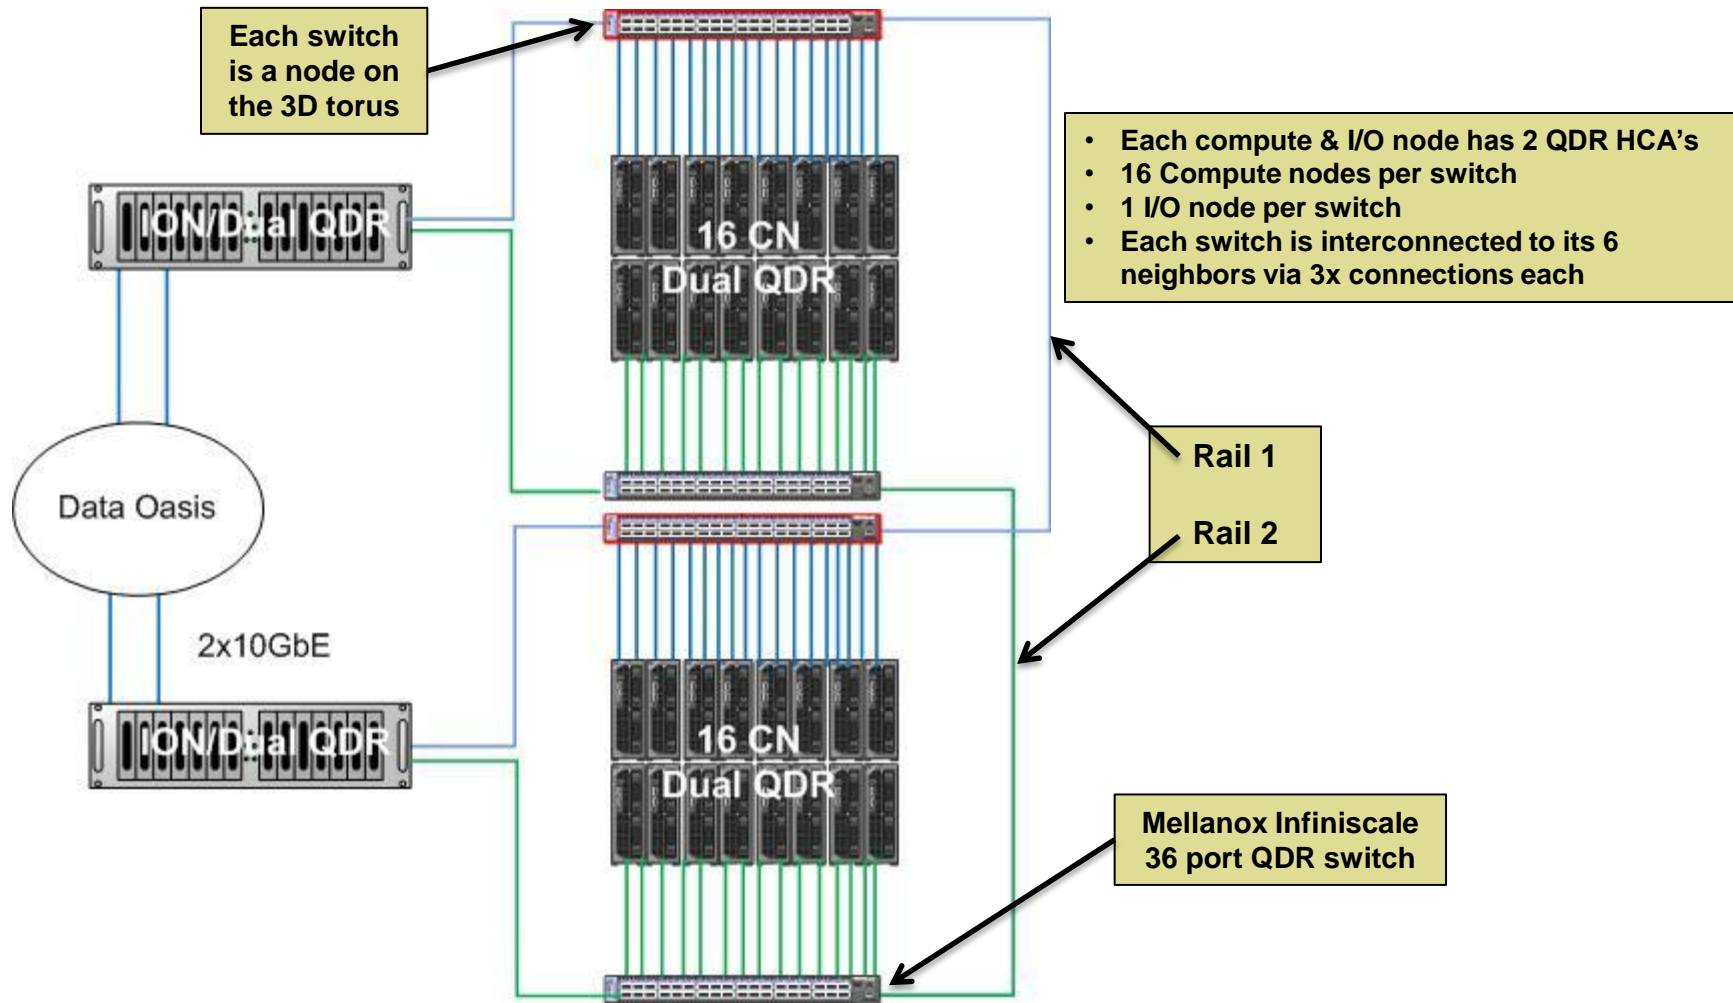 Each switch
is a node on
the 3D torus
• Each compute & I/O node has 2 QDR HCA’s
• 16 Compute nodes per switch
• 1 I/O node per switch
• Each switch is interconnected to its 6
neighbors via 3x connections each
ION/Dual QDR
16 CN
Dual QDR
Data Oasis
Rail 1
Rail 2
2x10GbE
ION/Dual QDR
16 CN
Dual QDR
Mellanox Infiniscale
36 port QDR switch